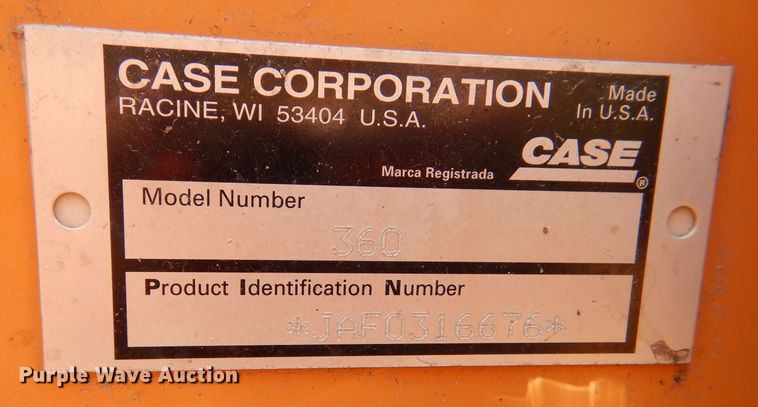 CASE CORPORATION
RACINE, WI 53404 U.S.A.
Made
In U.S.A.
Marca Registrada
CASE
®
Model Number
360
Product Identification Number
*JAF0316676*
Purple Wave Auction